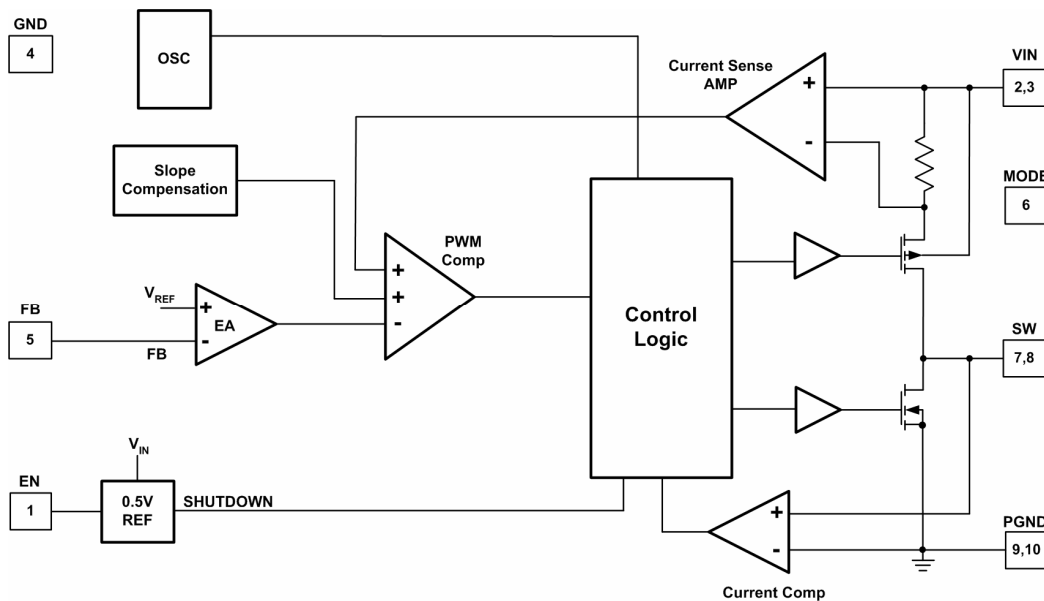 GND
4
OSC
Current Sense
AMP
+
-
VIN
2,3
Slope
Compensation
MODE
6
PWM
Comp
+
+
-
Control
Logic
VREF
+
EA
-
FB
5
FB
SW
7,8
VIN
EN
1
0.5V
REF
SHUTDOWN
+
-
PGND
9,10
Current Comp